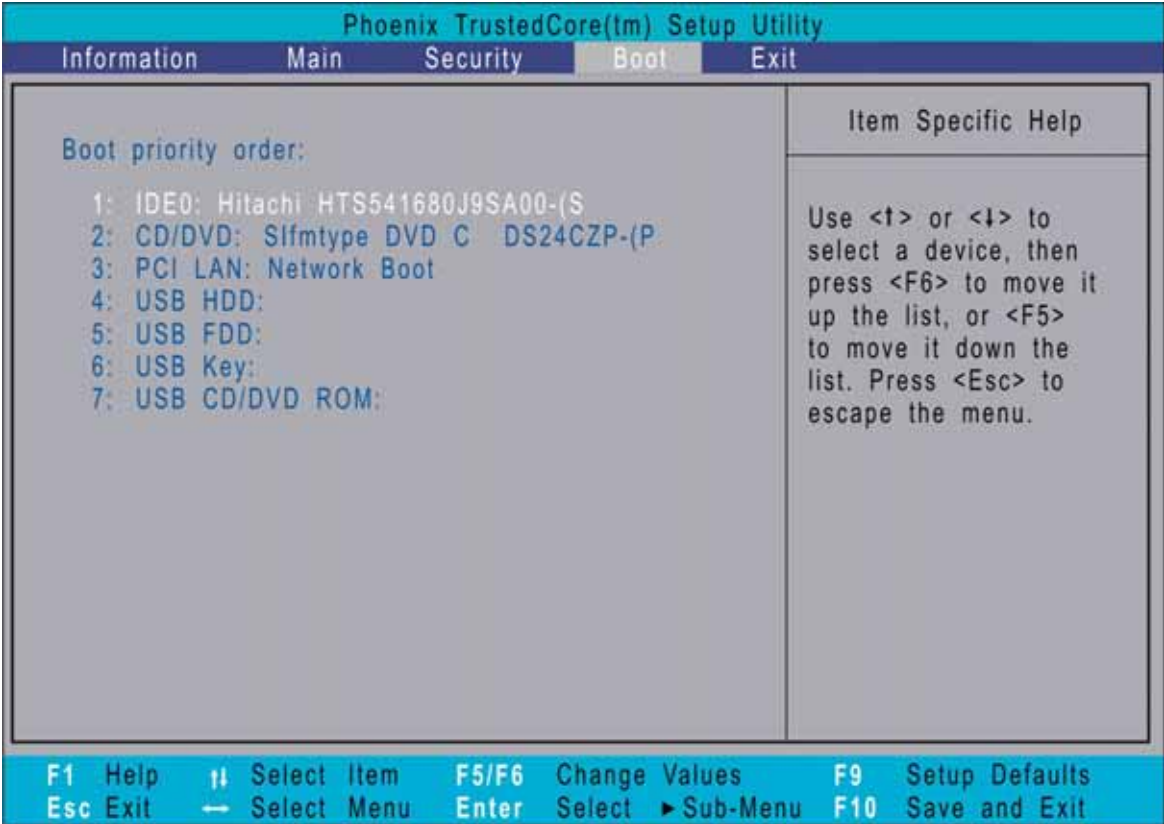 Phoenix TrustedCore(tm) Setup Utility
Information Main Security Boot Exit
Boot priority order:
1: IDE0: Hitachi HTS541680J9SA00-(S
2: CD/DVD: Slfmtype DVD C DS24CZP-(P
3: PCI LAN: Network Boot
4: USB HDD:
5: USB FDD:
6: USB Key:
7: USB CD/DVD ROM:
Item Specific Help
Use <↑> or <↓> to
select a device, then
press <F6> to move it
up the list, or <F5>
to move it down the
list. Press <Esc> to
escape the menu.
F1 Help ↑↓ Select Item F5/F6 Change Values F9 Setup Defaults
Esc Exit ↔ Select Menu Enter Select ►Sub-Menu F10 Save and Exit